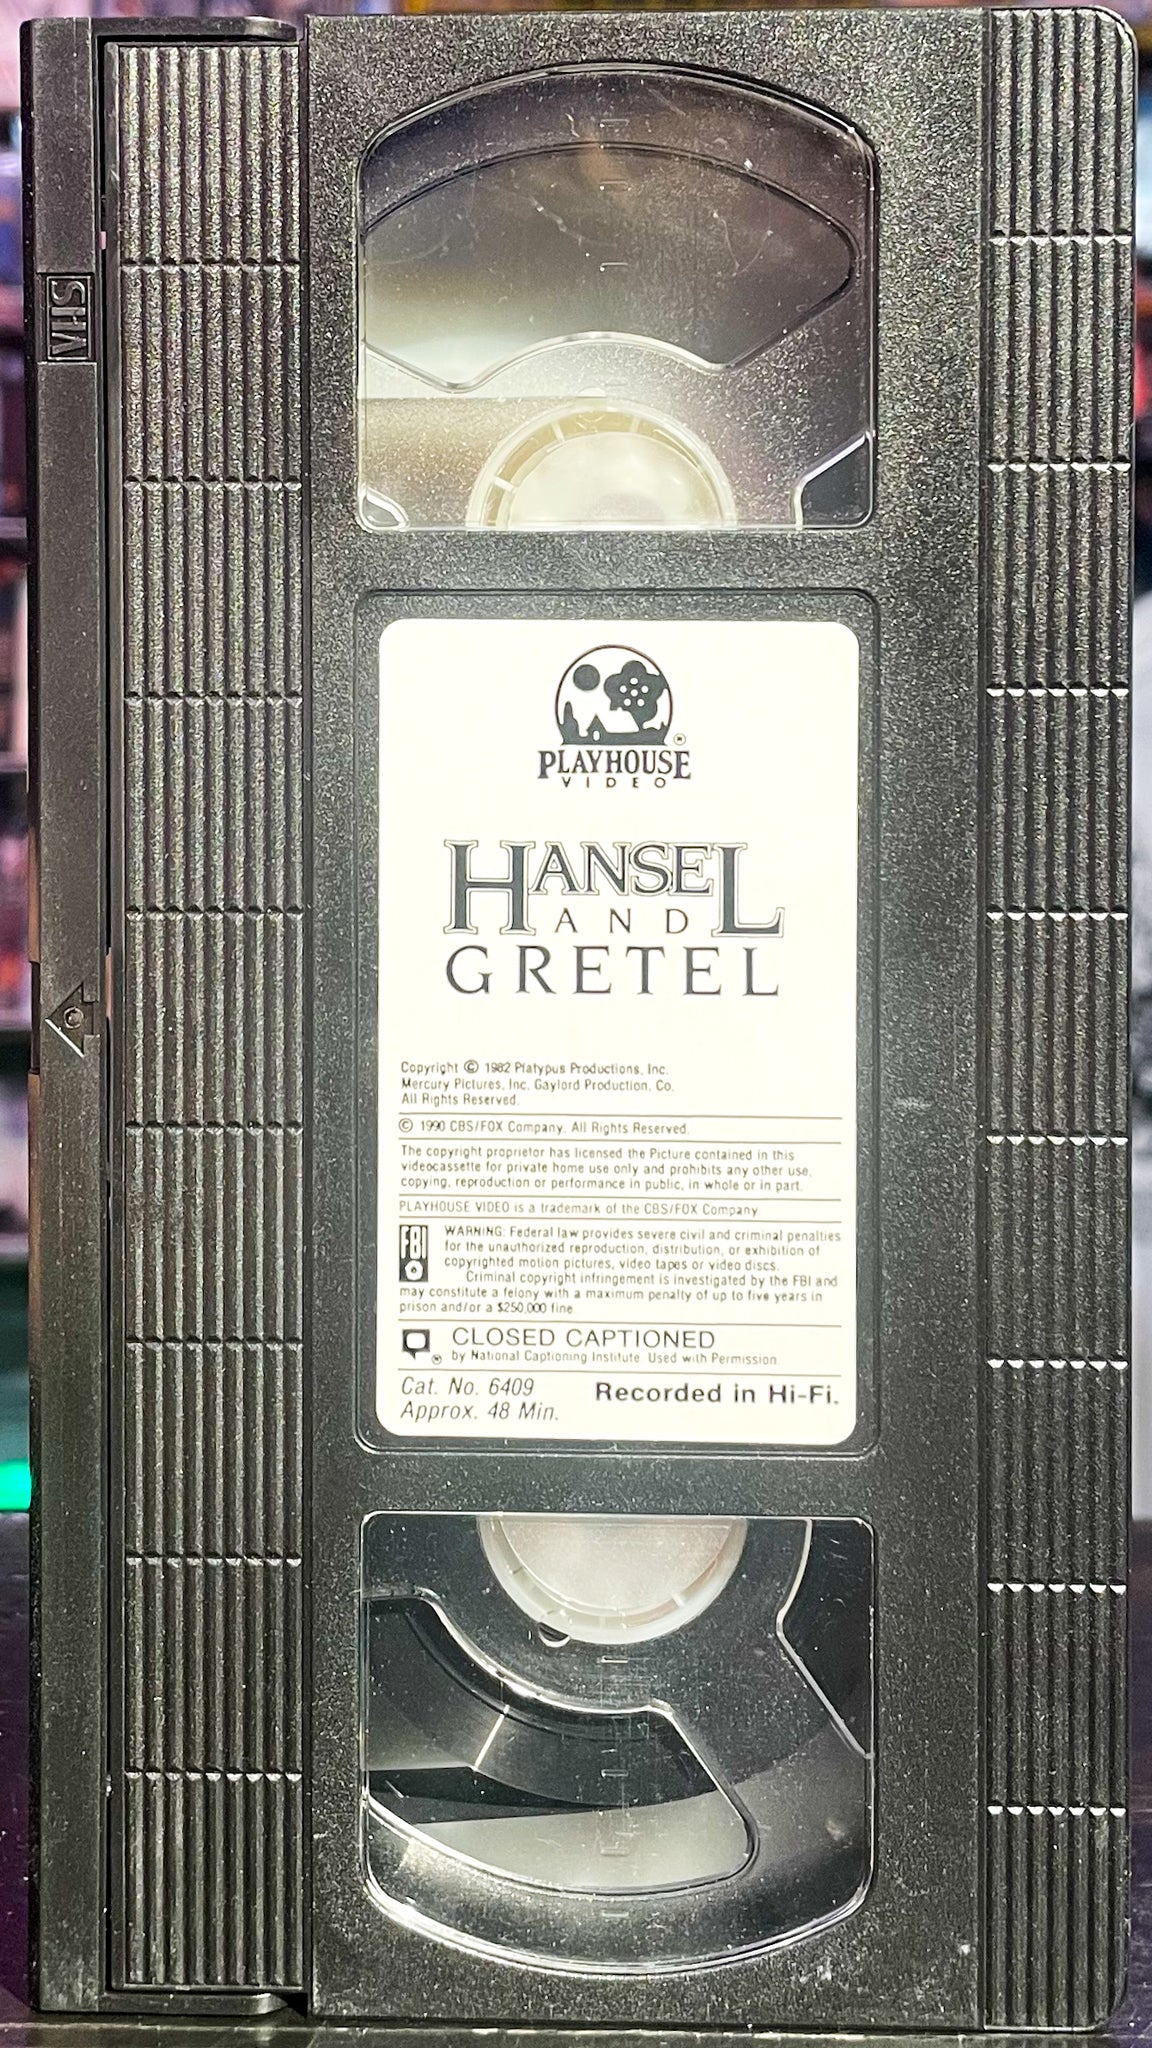 VHS
PLAYHOUSE
VIDEO
HANSEL
AND
GRETEL
Copyright © 1982 Platypus Productions, Inc.
Mercury Pictures, Inc. Gaylord Production, Co.
All Rights Reserved.
© 1990 CBS/FOX Company. All Rights Reserved.
The copyright proprietor has licensed the Picture contained in this
videocassette for private home use only and prohibits any other use,
copying, reproduction or performance in public, in whole or in part.
PLAYHOUSE VIDEO is a trademark of the CBS/FOX Company
FBI
WARNING: Federal law provides severe civil and criminal penalties
for the unauthorized reproduction, distribution, or exhibition of
copyrighted motion pictures, video tapes or video discs.
Criminal copyright infringement is investigated by the FBI and
may constitute a felony with a maximum penalty of up to five years in
prison and/or a $250,000 fine
CLOSED CAPTIONED
by National Captioning Institute. Used with Permission.
Cat. No. 6409
Approx. 48 Min.
Recorded in Hi-Fi.